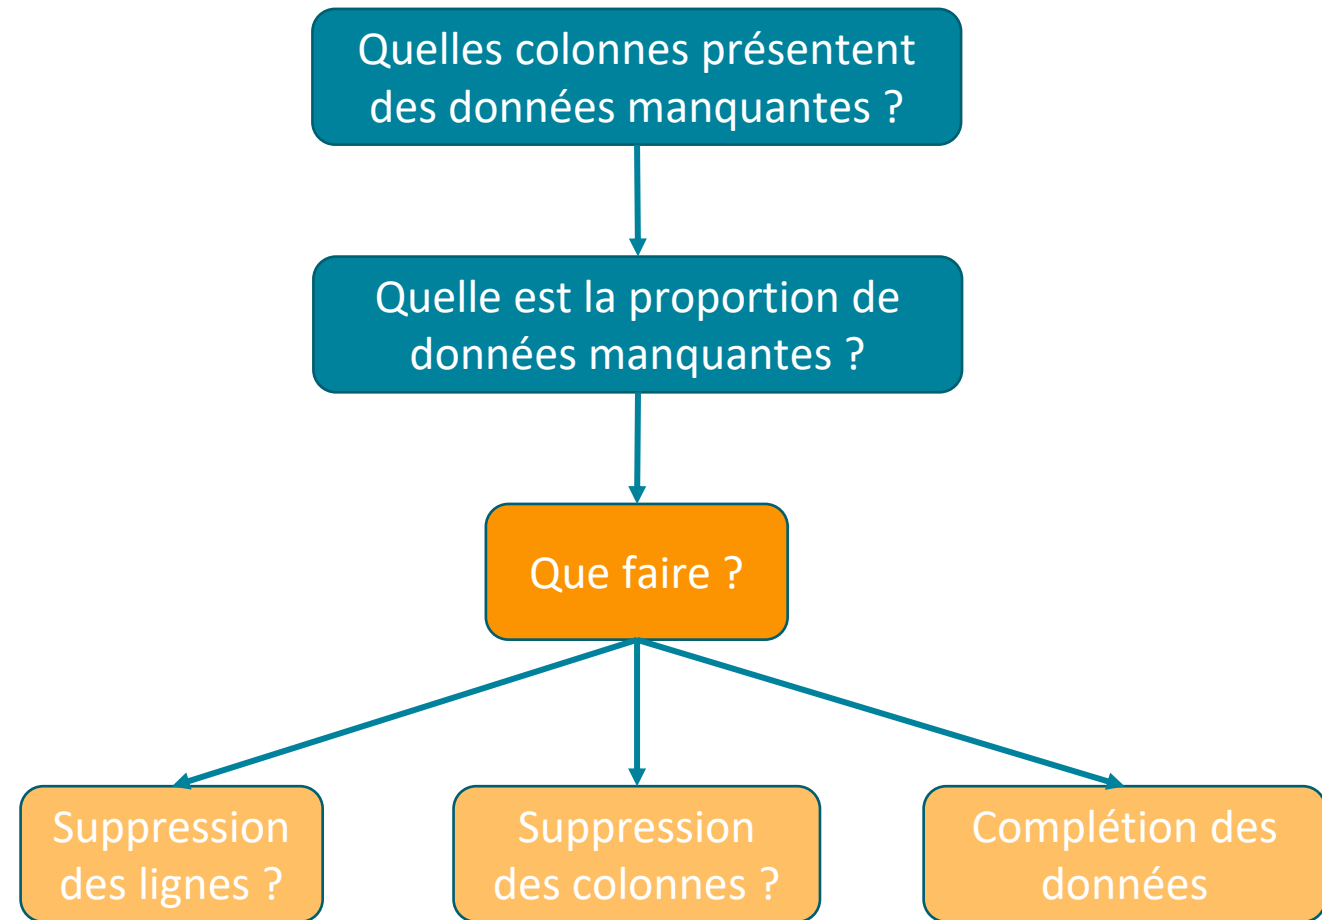 Quelles colonnes présentent
des données manquantes ?
Quelle est la proportion de
données manquantes ?
Que faire ?
Suppression
des lignes ?
Suppression
des colonnes ?
Complétion des
données